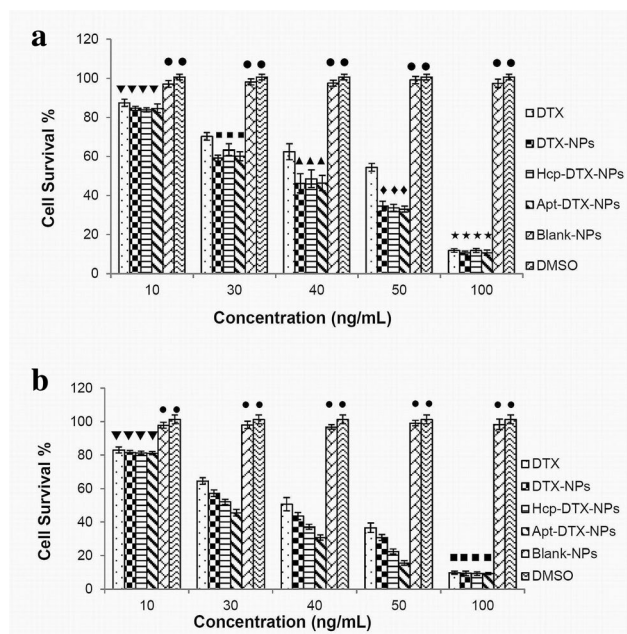 a
120
100
80
60
40
20
0
Cell Survival %
10 30 40 50 100
Concentration (ng/mL)
DTX
DTX-NPs
Hcp-DTX-NPs
Apt-DTX-NPs
Blank-NPs
DMSO
b
120
100
80
60
40
20
0
Cell Survival %
10 30 40 50 100
Concentration (ng/mL)
DTX
DTX-NPs
Hcp-DTX-NPs
Apt-DTX-NPs
Blank-NPs
DMSO